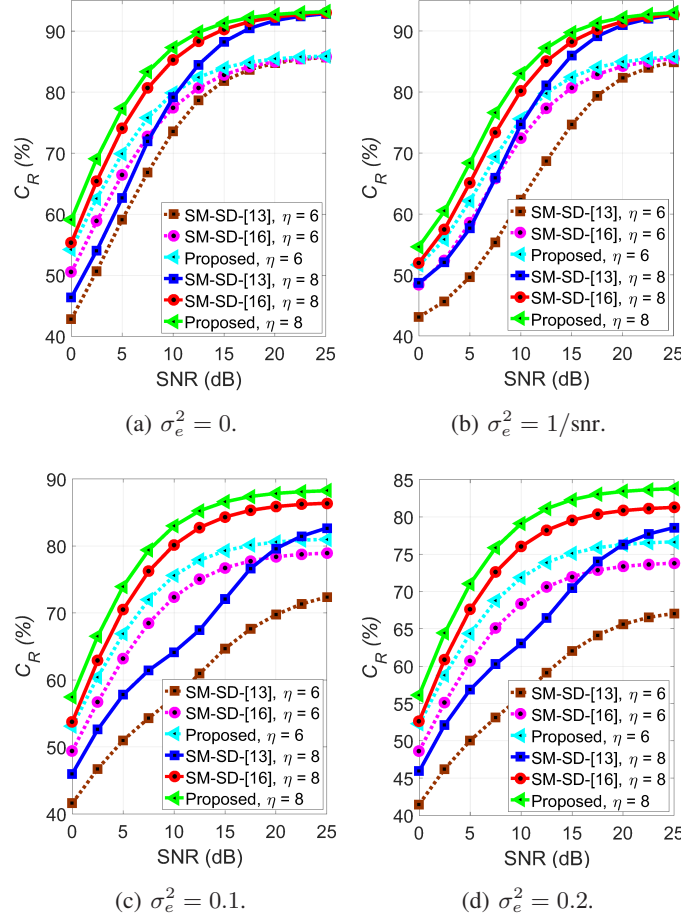 90
80
70
60
50
40
C_R (%)
SM-SD-[13], η = 6
SM-SD-[16], η = 6
Proposed, η = 6
SM-SD-[13], η = 8
SM-SD-[16], η = 8
Proposed, η = 8
0 5 10 15 20 25
SNR (dB)
(a) σ_e^2 = 0.
90
80
70
60
50
40
C_R (%)
SM-SD-[13], η = 6
SM-SD-[16], η = 6
Proposed, η = 6
SM-SD-[13], η = 8
SM-SD-[16], η = 8
Proposed, η = 8
0 5 10 15 20 25
SNR (dB)
(b) σ_e^2 = 1/snr.
90
80
70
60
50
40
C_R (%)
SM-SD-[13], η = 6
SM-SD-[16], η = 6
Proposed, η = 6
SM-SD-[13], η = 8
SM-SD-[16], η = 8
Proposed, η = 8
0 5 10 15 20 25
SNR (dB)
(c) σ_e^2 = 0.1.
85
80
75
70
65
60
55
50
45
40
C_R (%)
SM-SD-[13], η = 6
SM-SD-[16], η = 6
Proposed, η = 6
SM-SD-[13], η = 8
SM-SD-[16], η = 8
Proposed, η = 8
0 5 10 15 20 25
SNR (dB)
(d) σ_e^2 = 0.2.